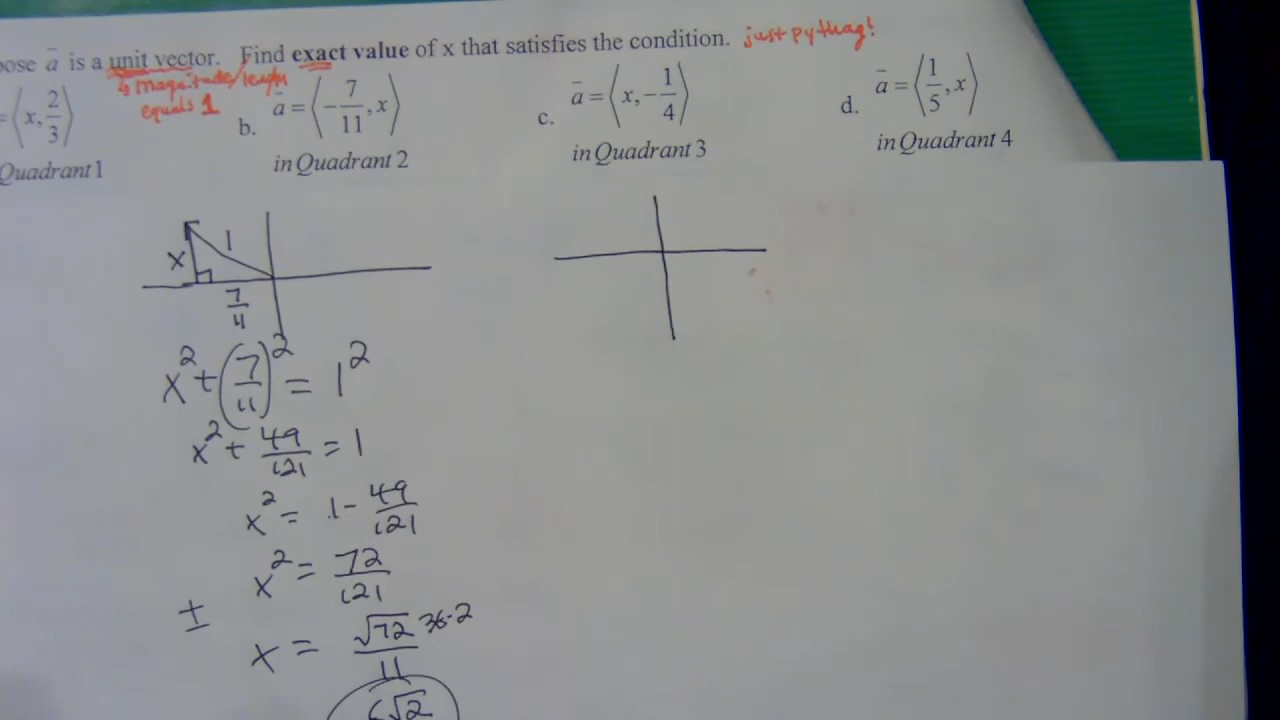 ose a is a unit vector. Find exact value of x that satisfies the condition. just pythag!
↳ magnitude/length
equals 1
= ⟨x, 2/3⟩
Quadrant 1
b. a = ⟨-7/11, x⟩
in Quadrant 2
c. a = ⟨x, -1/4⟩
in Quadrant 3
d. a = ⟨1/5, x⟩
in Quadrant 4
x 1
7/4
x² + (7/11)² = 1²
x² + 49/121 = 1
x² = 1 - 49/121
x² = 72/121
±
x = √72/11 36·2
6√2